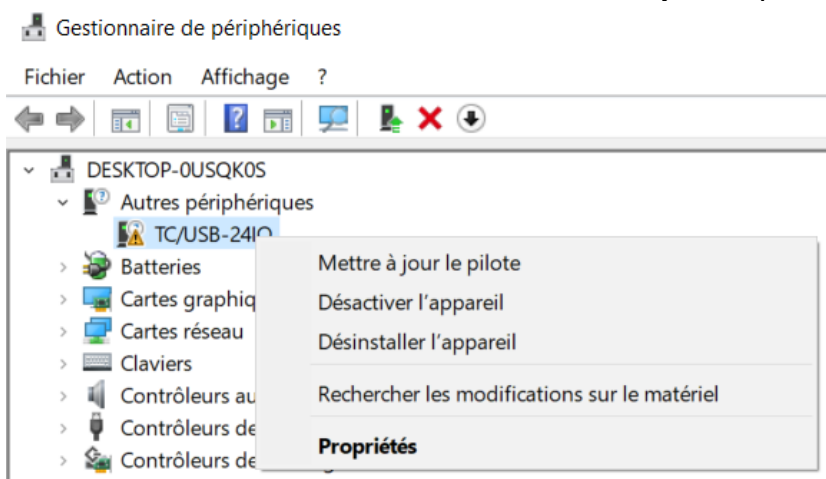 Gestionnaire de périphériques
Fichier Action Affichage ?
DESKTOP-0USQK0S
Autres périphériques
TC/USB-24IO
Mettre à jour le pilote
Batteries
Désactiver l'appareil
Cartes graphiq
Cartes réseau
Désinstaller l'appareil
Claviers
Rechercher les modifications sur le matériel
Contrôleurs au
Contrôleurs de
Propriétés
Contrôleurs de